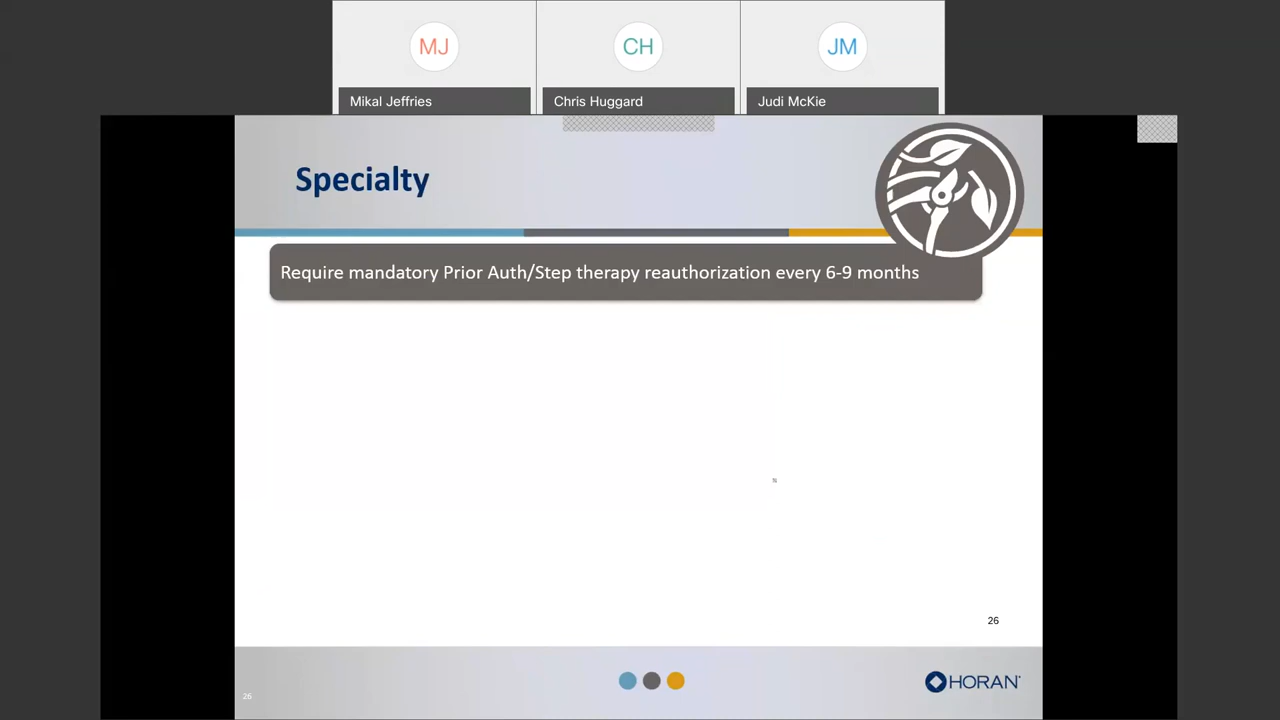 MJ
CH
JM
Mikal Jeffries
Chris Huggard
Judi McKie
Specialty
Require mandatory Prior Auth/Step therapy reauthorization every 6-9 months
26
26
HORAN